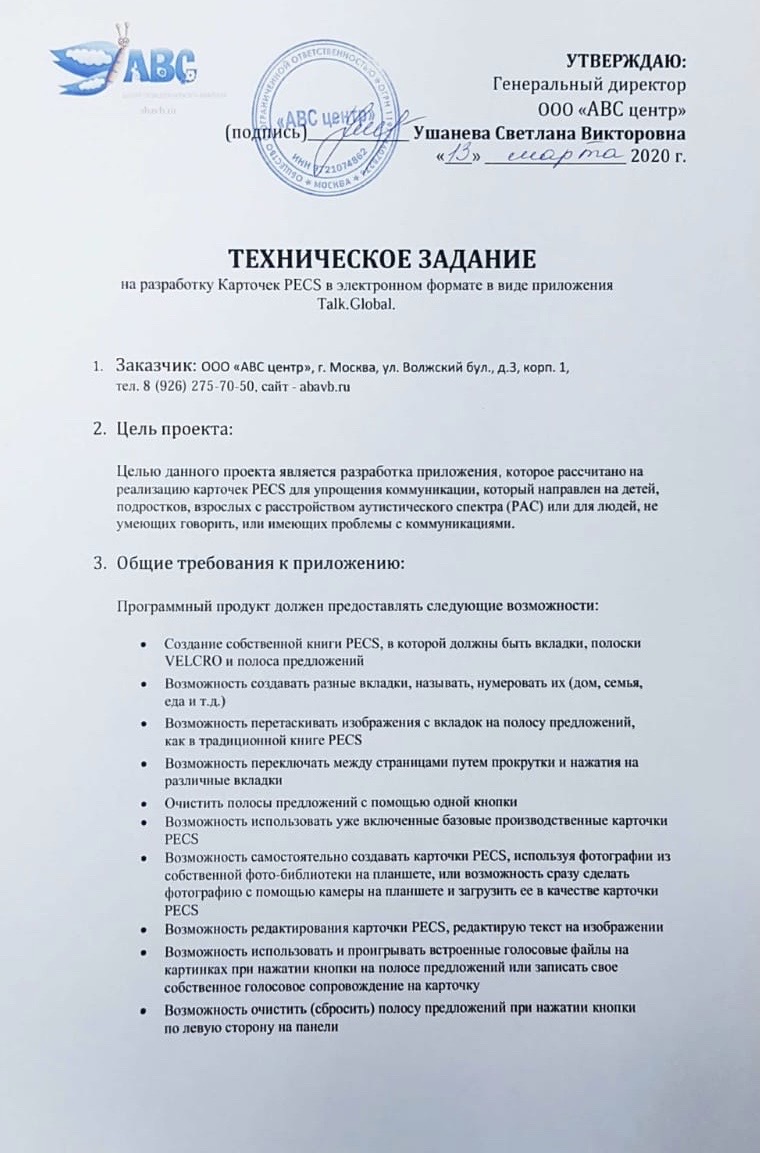 АВС
abavb.ru
УТВЕРЖДАЮ:
Генеральный директор
ООО «АВС центр»
(подпись)__________ Ушанева Светлана Викторовна
«13» марта 2020 г.
«АВС центр»
ИНН 9721074862
МОСКВА
ТЕХНИЧЕСКОЕ ЗАДАНИЕ
на разработку Карточек PECS в электронном формате в виде приложения
Talk.Global.
1. Заказчик: ООО «АВС центр», г. Москва, ул. Волжский бул., д.3, корп. 1,
тел. 8 (926) 275-70-50, сайт - abavb.ru
2. Цель проекта:
Целью данного проекта является разработка приложения, которое рассчитано на
реализацию карточек PECS для упрощения коммуникации, который направлен на детей,
подростков, взрослых с расстройством аутистического спектра (РАС) или для людей, не
умеющих говорить, или имеющих проблемы с коммуникациями.
3. Общие требования к приложению:
Программный продукт должен предоставлять следующие возможности:
• Создание собственной книги PECS, в которой должны быть вкладки, полоски
VELCRO и полоса предложений
• Возможность создавать разные вкладки, называть, нумеровать их (дом, семья,
еда и т.д.)
• Возможность перетаскивать изображения с вкладок на полосу предложений,
как в традиционной книге PECS
• Возможность переключать между страницами путем прокрутки и нажатия на
различные вкладки
• Очистить полосы предложений с помощью одной кнопки
• Возможность использовать уже включенные базовые производственные карточки
PECS
• Возможность самостоятельно создавать карточки PECS, используя фотографии из
собственной фото-библиотеки на планшете, или возможность сразу сделать
фотографию с помощью камеры на планшете и загрузить ее в качестве карточки
PECS
• Возможность редактирования карточки PECS, редактирую текст на изображении
• Возможность использовать и проигрывать встроенные голосовые файлы на
картинках при нажатии кнопки на полосе предложений или записать свое
собственное голосовое сопровождение на карточку
• Возможность очистить (сбросить) полосу предложений при нажатии кнопки
по левую сторону на панели